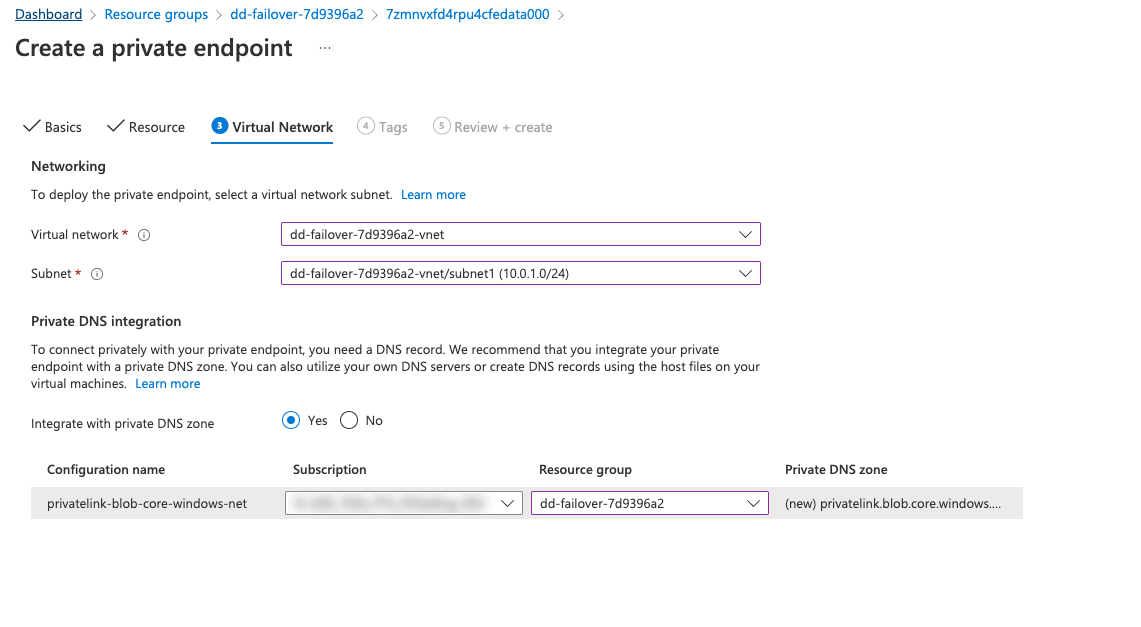 Dashboard > Resource groups > dd-failover-7d9396a2 > 7zmnvxfd4rpu4cfedata000 >
Create a private endpoint ...
Basics Resource 3 Virtual Network 4 Tags 5 Review + create
Networking
To deploy the private endpoint, select a virtual network subnet. Learn more
Virtual network * dd-failover-7d9396a2-vnet
Subnet * dd-failover-7d9396a2-vnet/subnet1 (10.0.1.0/24)
Private DNS integration
To connect privately with your private endpoint, you need a DNS record. We recommend that you integrate your private
endpoint with a private DNS zone. You can also utilize your own DNS servers or create DNS records using the host files on your
virtual machines. Learn more
Integrate with private DNS zone Yes No
Configuration name Subscription Resource group Private DNS zone
privatelink-blob-core-windows-net dd-failover-7d9396a2 (new) privatelink.blob.core.windows....